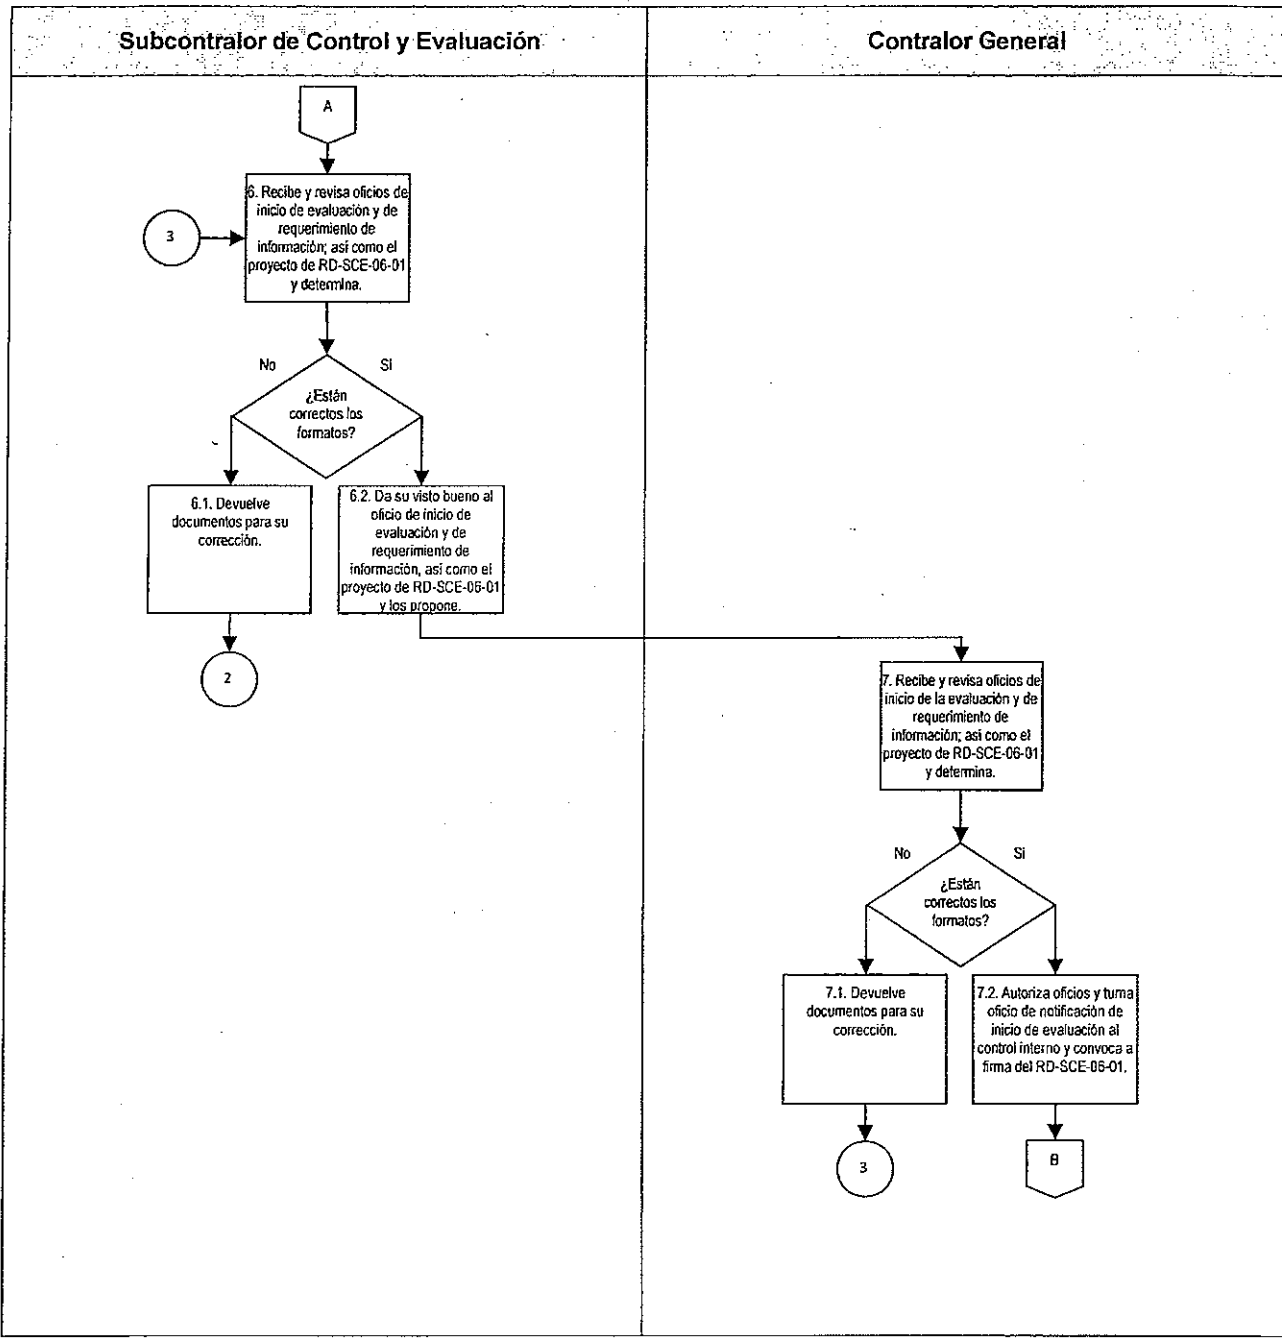 Subcontralor de Control y Evaluación
Contralor General
A
6. Recibe y revisa oficios de
inicio de evaluación y de
requerimiento de
información; así como el
proyecto de RD-SCE-06-01
y determina.
3
No
Si
¿Están
correctos los
formatos?
6.1. Devuelve
documentos para su
corrección.
6.2. Da su visto bueno al
oficio de inicio de
evaluación y de
requerimiento de
información, así como el
proyecto de RD-SCE-06-01
y los propone.
2
7. Recibe y revisa oficios de
inicio de la evaluación y de
requerimiento de
información; así como el
proyecto de RD-SCE-06-01
y determina.
No
Si
¿Están
correctos los
formatos?
7.1. Devuelve
documentos para su
corrección.
7.2. Autoriza oficios y turna
oficio de notificación de
inicio de evaluación al
control interno y convoca a
firma del RD-SCE-06-01.
3
B